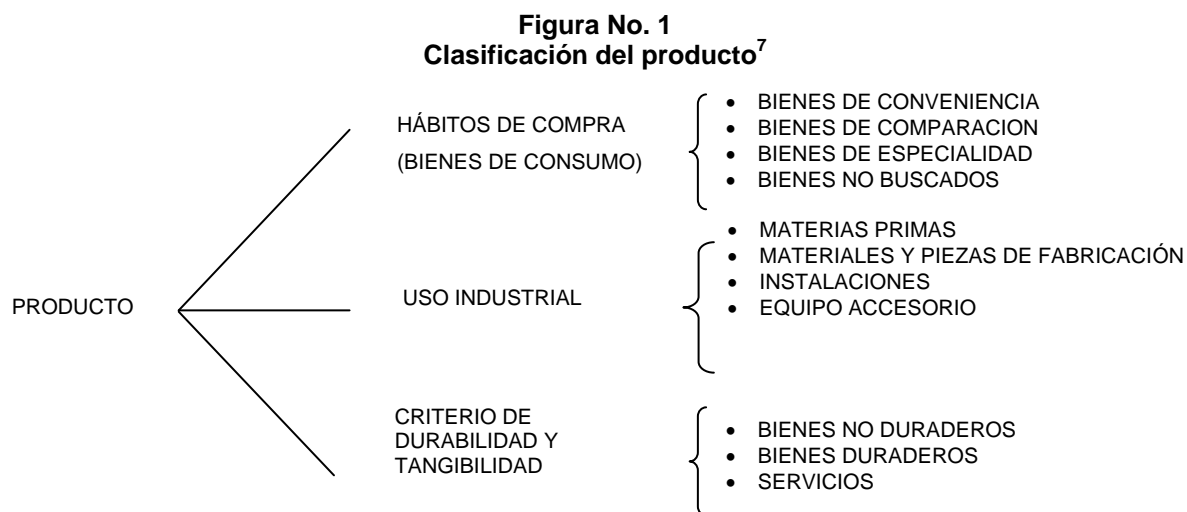 Figura No. 1
Clasificación del producto7
PRODUCTO
HÁBITOS DE COMPRA
(BIENES DE CONSUMO)
• BIENES DE CONVENIENCIA
• BIENES DE COMPARACION
• BIENES DE ESPECIALIDAD
• BIENES NO BUSCADOS
USO INDUSTRIAL
• MATERIAS PRIMAS
• MATERIALES Y PIEZAS DE FABRICACIÓN
• INSTALACIONES
• EQUIPO ACCESORIO
CRITERIO DE
DURABILIDAD Y
TANGIBILIDAD
• BIENES NO DURADEROS
• BIENES DURADEROS
• SERVICIOS